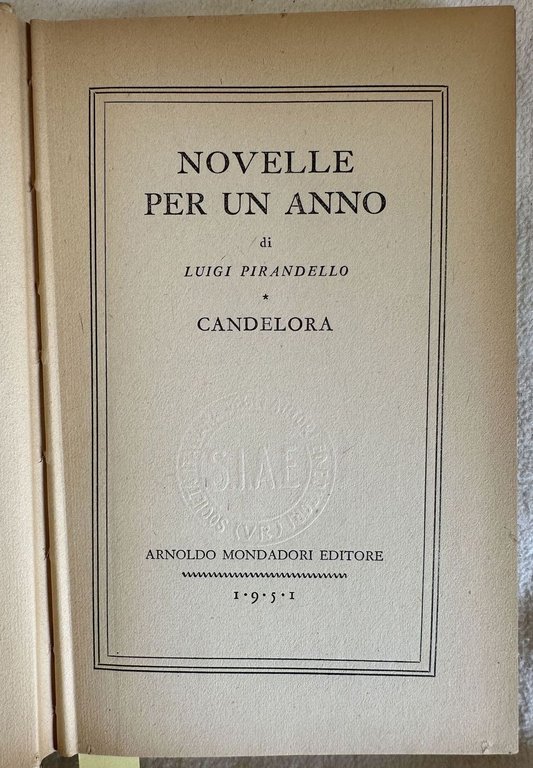 NOVELLE
PER UN ANNO
di
LUIGI PIRANDELLO
*
CANDELORA
S.I.A.E
ARNOLDO MONDADORI EDITORE
1·9·5·1